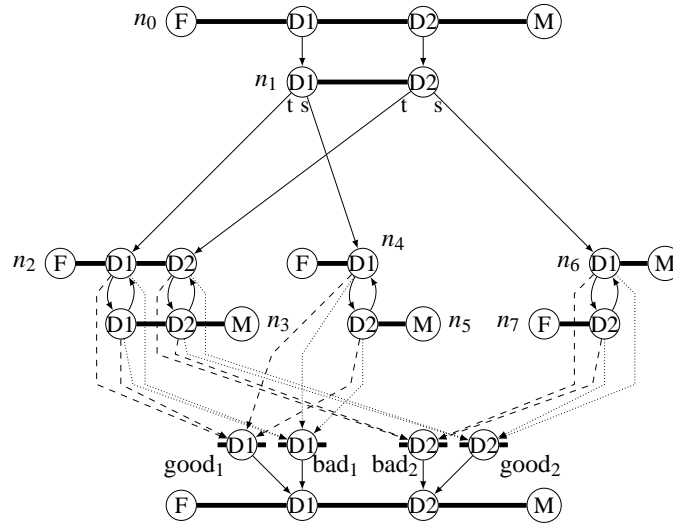 n0 F D1 D2 M
n1 D1 D2
t s t s
n4
n2 F D1 D2 F D1 n6 D1 M
D1 D2 M n3 D2 M n5 n7 F D2
D1 D1 D2 D2
good1 bad1 bad2 good2
F D1 D2 M